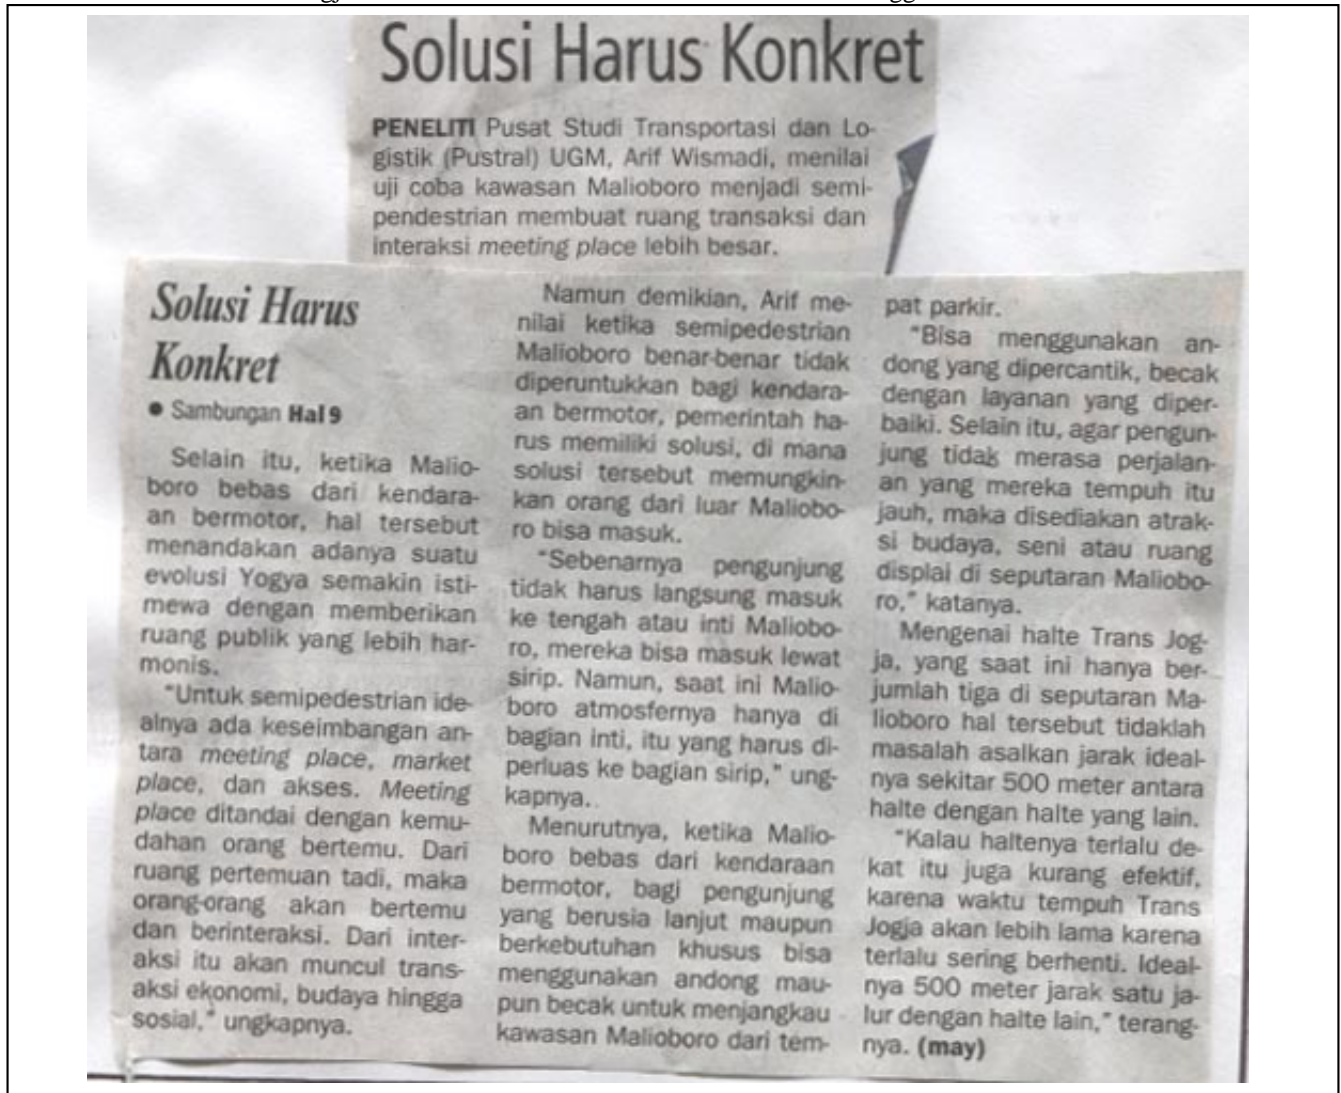 Solusi Harus Konkret
PENELITI Pusat Studi Transportasi dan Lo-
gistik (Pustral) UGM, Arif Wismadi, menilai
uji coba kawasan Malioboro menjadi semi-
pendestrian membuat ruang transaksi dan
interaksi meeting place lebih besar.
Solusi Harus
Konkret
● Sambungan Hal 9
Selain itu, ketika Malio-
boro bebas dari kendara-
an bermotor, hal tersebut
menandakan adanya suatu
evolusi Yogya semakin isti-
mewa dengan memberikan
ruang publik yang lebih har-
monis.
"Untuk semipedestrian ide-
alnya ada keseimbangan an-
tara meeting place, market
place, dan akses. Meeting
place ditandai dengan kemu-
dahan orang bertemu. Dari
ruang pertemuan tadi, maka
orang-orang akan bertemu
dan berinteraksi. Dari inter-
aksi itu akan muncul trans-
aksi ekonomi, budaya hingga
sosial," ungkapnya.
Namun demikian, Arif me-
nilai ketika semipedestrian
Malioboro benar-benar tidak
diperuntukkan bagi kendara-
an bermotor, pemerintah ha-
rus memiliki solusi, di mana
solusi tersebut memungkin-
kan orang dari luar Maliobo-
ro bisa masuk.
"Sebenarnya pengunjung
tidak harus langsung masuk
ke tengah atau inti Maliobo-
ro, mereka bisa masuk lewat
sirip. Namun, saat ini Malio-
boro atmosfernya hanya di
bagian inti, itu yang harus di-
perluas ke bagian sirip," ung-
kapnya.
Menurutnya, ketika Malio-
boro bebas dari kendaraan
bermotor, bagi pengunjung
yang berusia lanjut maupun
berkebutuhan khusus bisa
menggunakan andong mau-
pun becak untuk menjangkau
kawasan Malioboro dari tem-
pat parkir.
"Bisa menggunakan an-
dong yang dipercantik, becak
dengan layanan yang diper-
baiki. Selain itu, agar pengun-
jung tidak merasa perjalan-
an yang mereka tempuh itu
jauh, maka disediakan atrak-
si budaya, seni atau ruang
displai di seputaran Maliobo-
ro," katanya.
Mengenai halte Trans Jog-
ja, yang saat ini hanya ber-
jumlah tiga di seputaran Ma-
lioboro hal tersebut tidaklah
masalah asalkan jarak ideal-
nya sekitar 500 meter antara
halte dengan halte yang lain.
"Kalau haltenya terlalu de-
kat itu juga kurang efektif,
karena waktu tempuh Trans
Jogja akan lebih lama karena
terlalu sering berhenti. Ideal-
nya 500 meter jarak satu ja-
lur dengan halte lain," terang-
nya. (may)